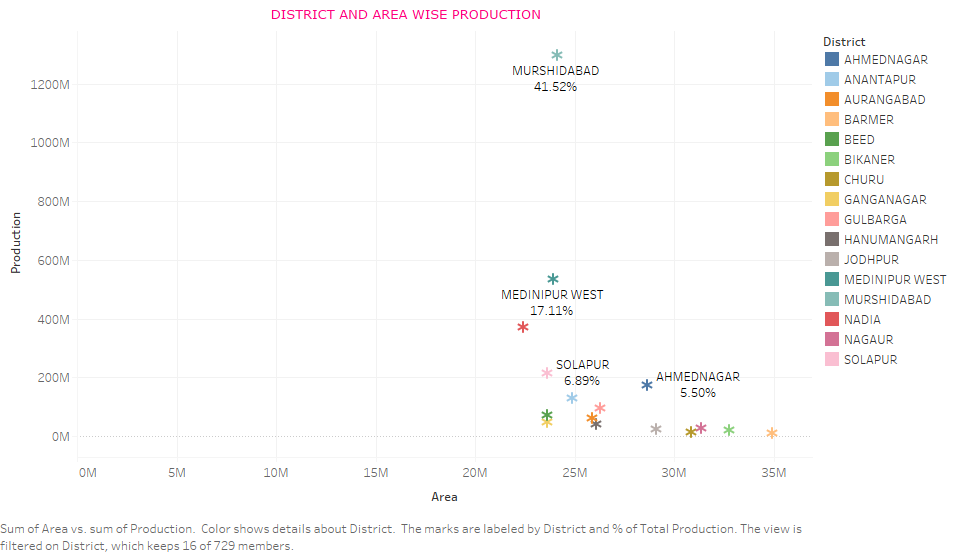 DISTRICT AND AREA WISE PRODUCTION
District
AHMEDNAGAR
ANANTAPUR
AURANGABAD
BARMER
BEED
BIKANER
CHURU
GANGANAGAR
GULBARGA
HANUMANGARH
JODHPUR
MEDINIPUR WEST
MURSHIDABAD
NADIA
NAGAUR
SOLAPUR
Production
1200M
1000M
800M
600M
400M
200M
0M
MURSHIDABAD
41.52%
MEDINIPUR WEST
17.11%
SOLAPUR
6.89%
AHMEDNAGAR
5.50%
0M 5M 10M 15M 20M 25M 30M 35M
Area
Sum of Area vs. sum of Production. Color shows details about District. The marks are labeled by District and % of Total Production. The view is
filtered on District, which keeps 16 of 729 members.